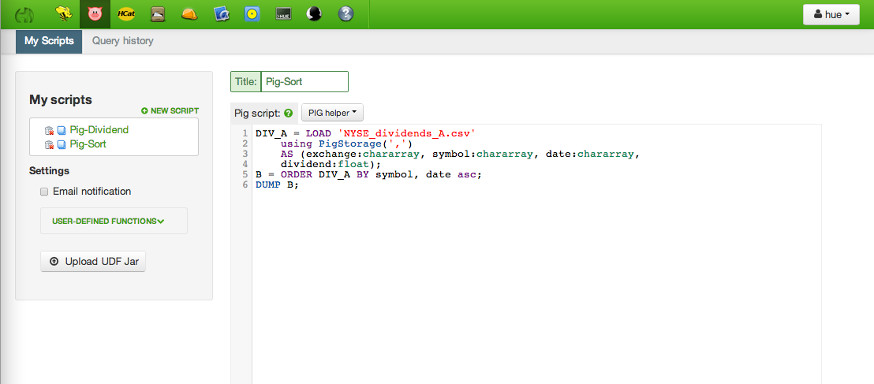 HCat
HUE
hue
My Scripts Query history
My scripts
NEW SCRIPT
Pig-Dividend
Pig-Sort
Settings
Email notification
USER-DEFINED FUNCTIONS
Upload UDF Jar
Title: Pig-Sort
Pig script: ? PIG helper
1 DIV_A = LOAD 'NYSE_dividends_A.csv'
2 using PigStorage(',')
3 AS (exchange:chararray, symbol:chararray, date:chararray,
4 dividend:float);
5 B = ORDER DIV_A BY symbol, date asc;
6 DUMP B;